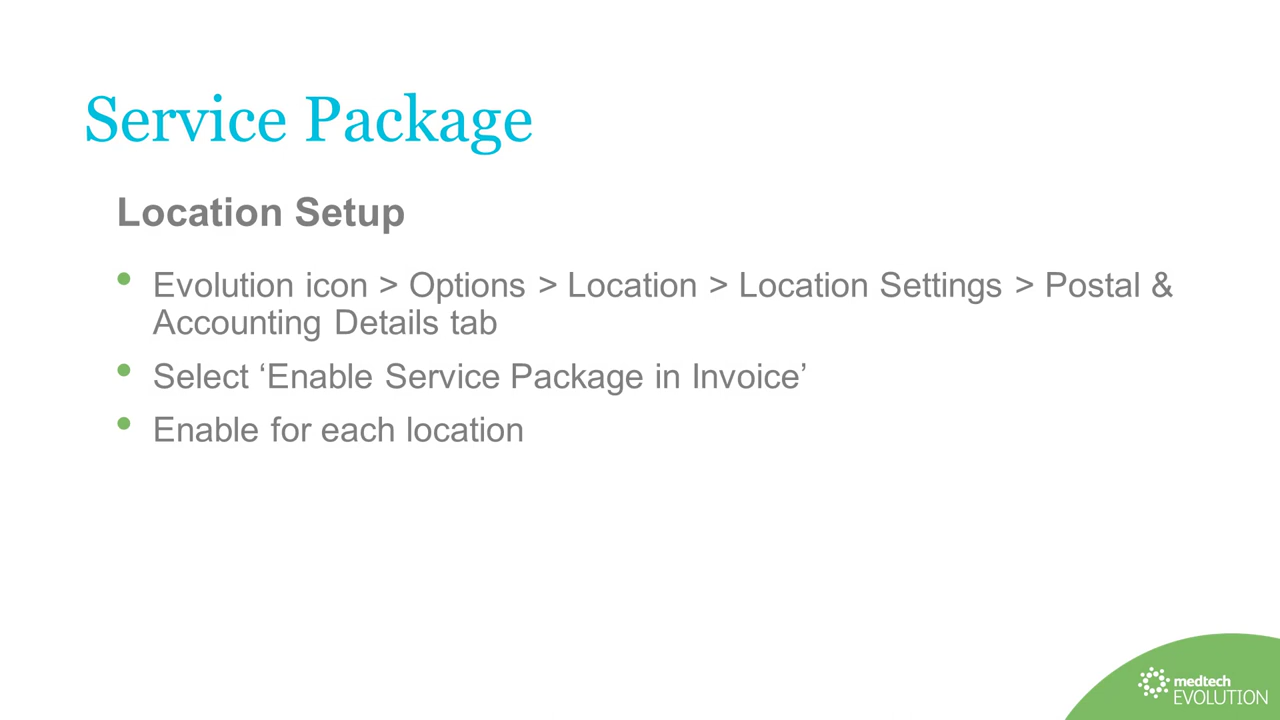 Service Package
Location Setup
• Evolution icon > Options > Location > Location Settings > Postal &
Accounting Details tab
• Select ‘Enable Service Package in Invoice’
• Enable for each location
medtech
EVOLUTION